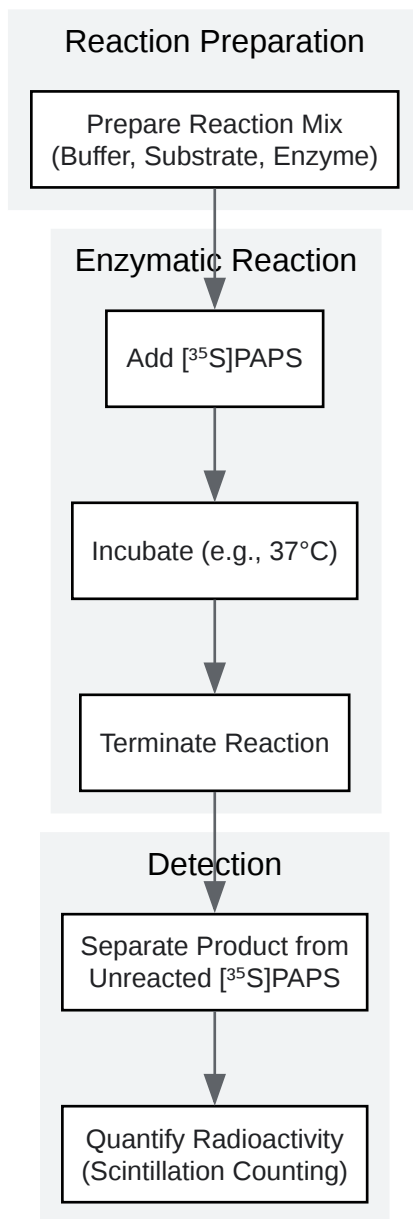 Reaction Preparation
Prepare Reaction Mix
(Buffer, Substrate, Enzyme)
Enzymatic Reaction
Add [³⁵S]PAPS
Incubate (e.g., 37°C)
Terminate Reaction
Detection
Separate Product from
Unreacted [³⁵S]PAPS
Quantify Radioactivity
(Scintillation Counting)